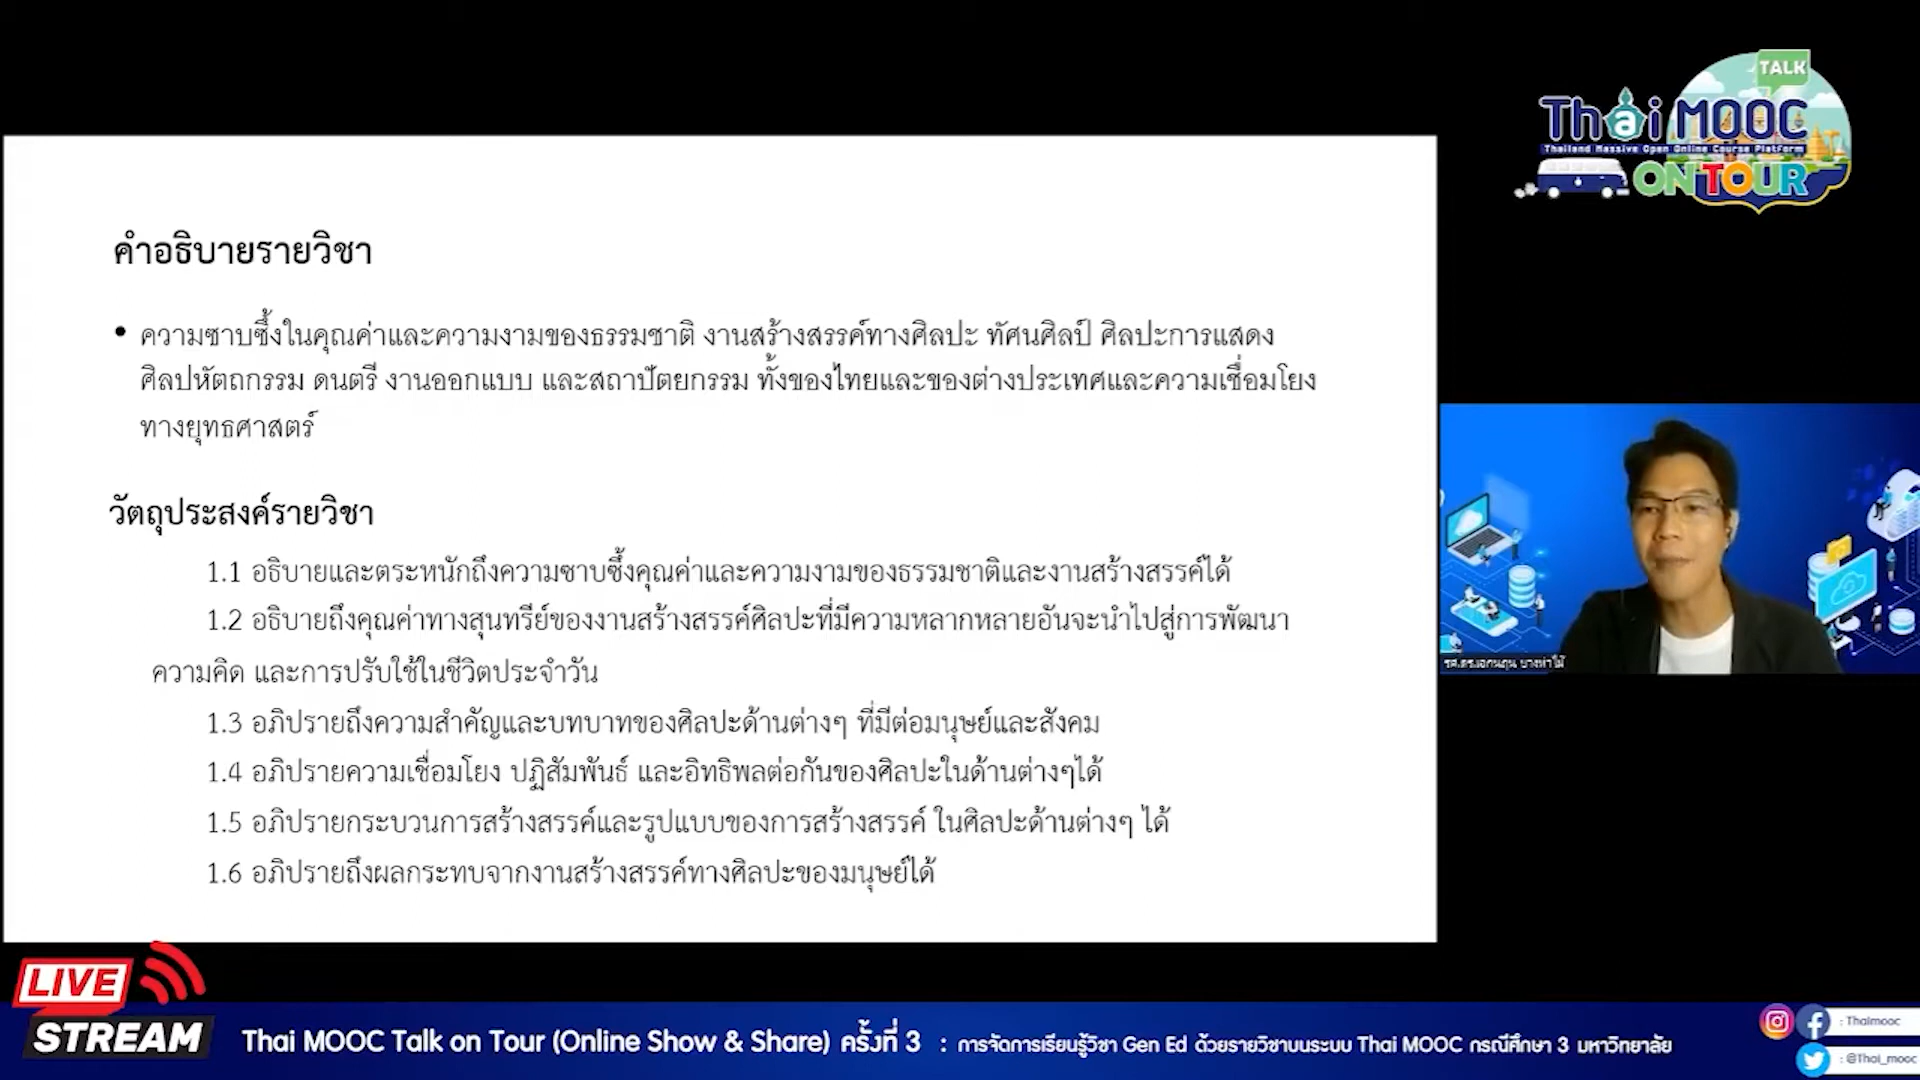 TALK
Thai MOOC
Thailand Massive Open Online Course Platform
ON TOUR
คำอธิบายรายวิชา
• ความซาบซึ้งในคุณค่าและความงามของธรรมชาติ งานสร้างสรรค์ทางศิลปะ ทัศนศิลป์ ศิลปะการแสดง
ศิลปหัตถกรรม ดนตรี งานออกแบบ และสถาปัตยกรรม ทั้งของไทยและของต่างประเทศและความเชื่อมโยง
ทางยุทธศาสตร์
วัตถุประสงค์รายวิชา
1.1 อธิบายและตระหนักถึงความซาบซึ้งคุณค่าและความงามของธรรมชาติและงานสร้างสรรค์ได้
1.2 อธิบายถึงคุณค่าทางสุนทรีย์ของงานสร้างสรรค์ศิลปะที่มีความหลากหลายอันจะนำไปสู่การพัฒนา
ความคิด และการปรับใช้ในชีวิตประจำวัน
1.3 อภิปรายถึงความสำคัญและบทบาทของศิลปะด้านต่างๆ ที่มีต่อมนุษย์และสังคม
1.4 อภิปรายความเชื่อมโยง ปฏิสัมพันธ์ และอิทธิพลต่อกันของศิลปะในด้านต่างๆได้
1.5 อภิปรายกระบวนการสร้างสรรค์และรูปแบบของการสร้างสรรค์ ในศิลปะด้านต่างๆ ได้
1.6 อภิปรายถึงผลกระทบจากงานสร้างสรรค์ทางศิลปะของมนุษย์ได้
LIVE
STREAM
Thai MOOC Talk on Tour (Online Show & Share) ครั้งที่ 3 : การจัดการเรียนรู้วิชา Gen Ed ด้วยรายวิชาบนระบบ Thai MOOC กรณีศึกษา 3 มหาวิทยาลัย
: Thaimooc
: @Thai_mooc